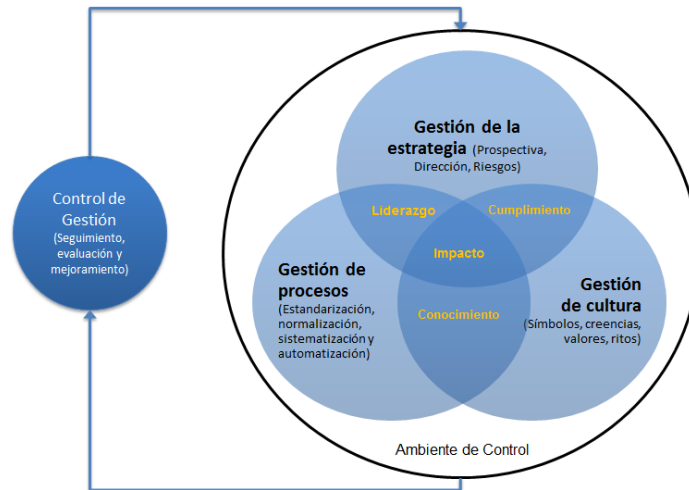 Gestión de la
estrategia (Prospectiva,
Dirección, Riesgos)
Control de
Gestión
(Seguimiento,
evaluación y
mejoramiento)
Liderazgo
Cumplimiento
Impacto
Gestión de
procesos
(Estandarización,
normalización,
sistematización y
automatización)
Gestión
de cultura
(Símbolos, creencias,
valores, ritos)
Conocimiento
Ambiente de Control